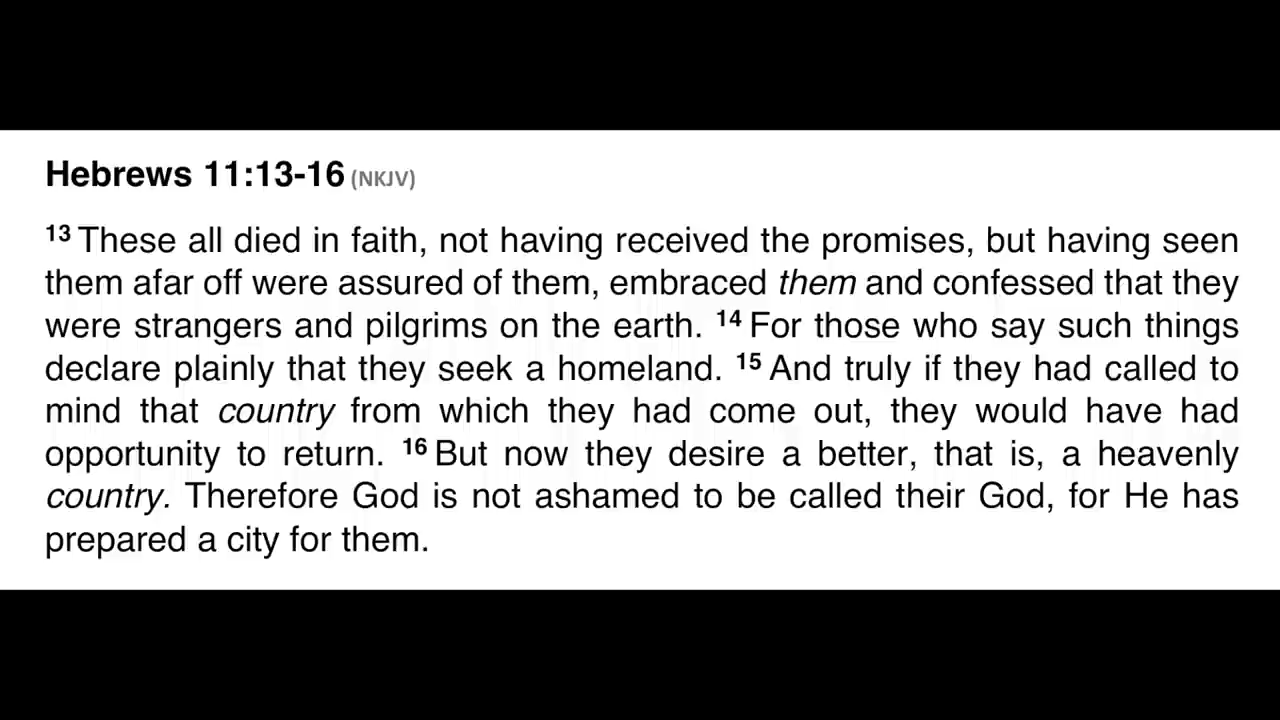 Hebrews 11:13-16 (NKJV)
13 These all died in faith, not having received the promises, but having seen
them afar off were assured of them, embraced them and confessed that they
were strangers and pilgrims on the earth. 14 For those who say such things
declare plainly that they seek a homeland. 15 And truly if they had called to
mind that country from which they had come out, they would have had
opportunity to return. 16 But now they desire a better, that is, a heavenly
country. Therefore God is not ashamed to be called their God, for He has
prepared a city for them.